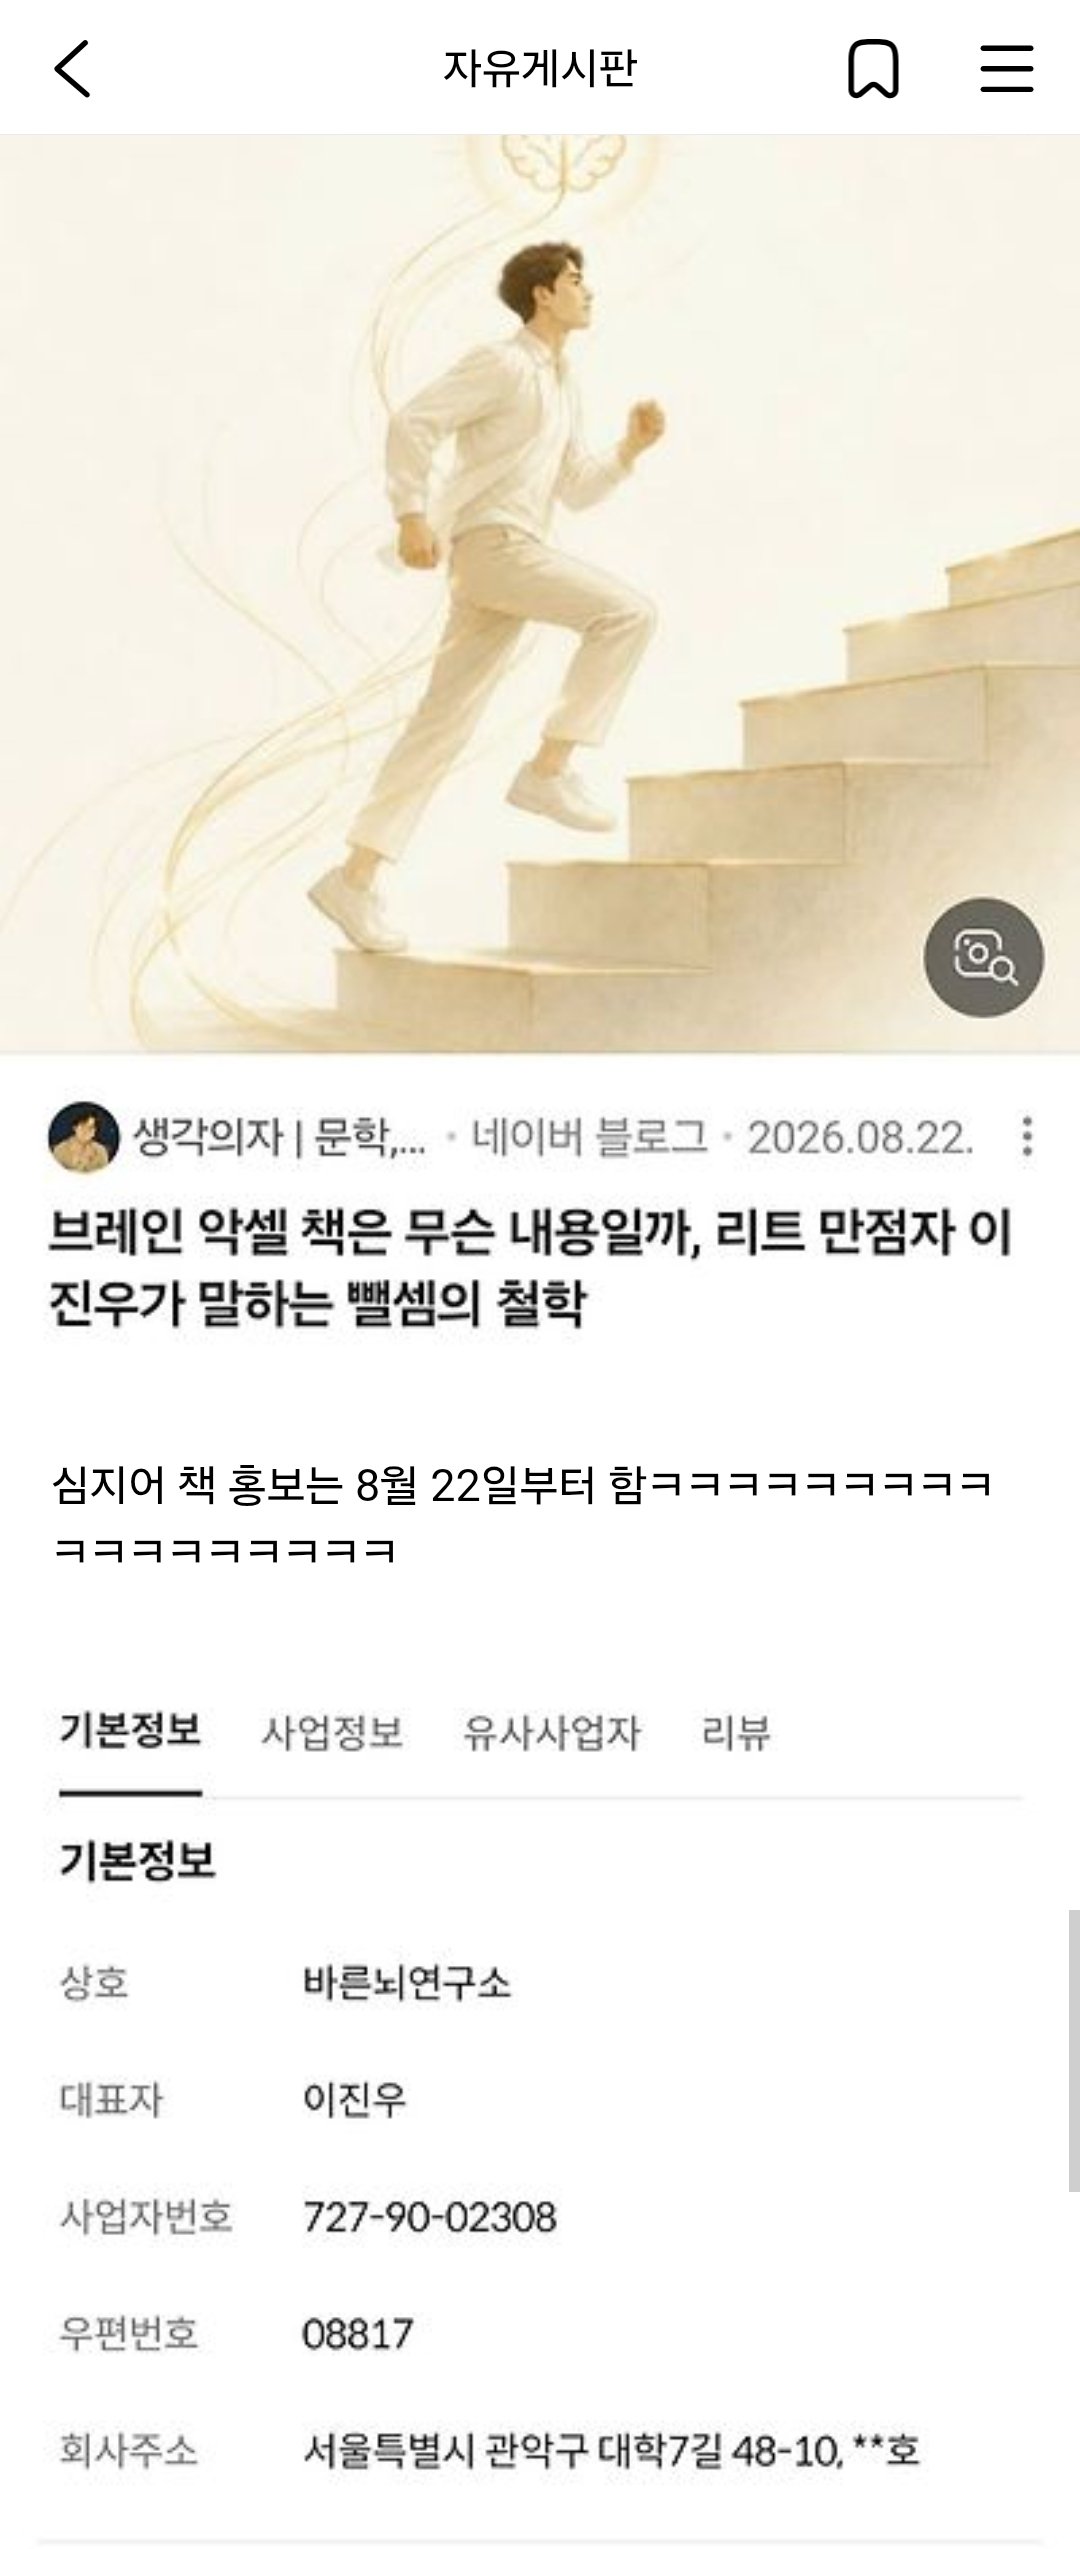 자유게시판
생각의자 | 문학,... · 네이버 블로그 · 2026.08.22.
브레인 악셀 책은 무슨 내용일까, 리트 만점자 이
진우가 말하는 뺄셈의 철학
심지어 책 홍보는 8월 22일부터 함ㅋㅋㅋㅋㅋㅋㅋㅋㅋ
ㅋㅋㅋㅋㅋㅋㅋㅋㅋ
기본정보 사업정보 유사사업자 리뷰
기본정보
상호 바른뇌연구소
대표자 이진우
사업자번호 727-90-02308
우편번호 08817
회사주소 서울특별시 관악구 대학7길 48-10, **호